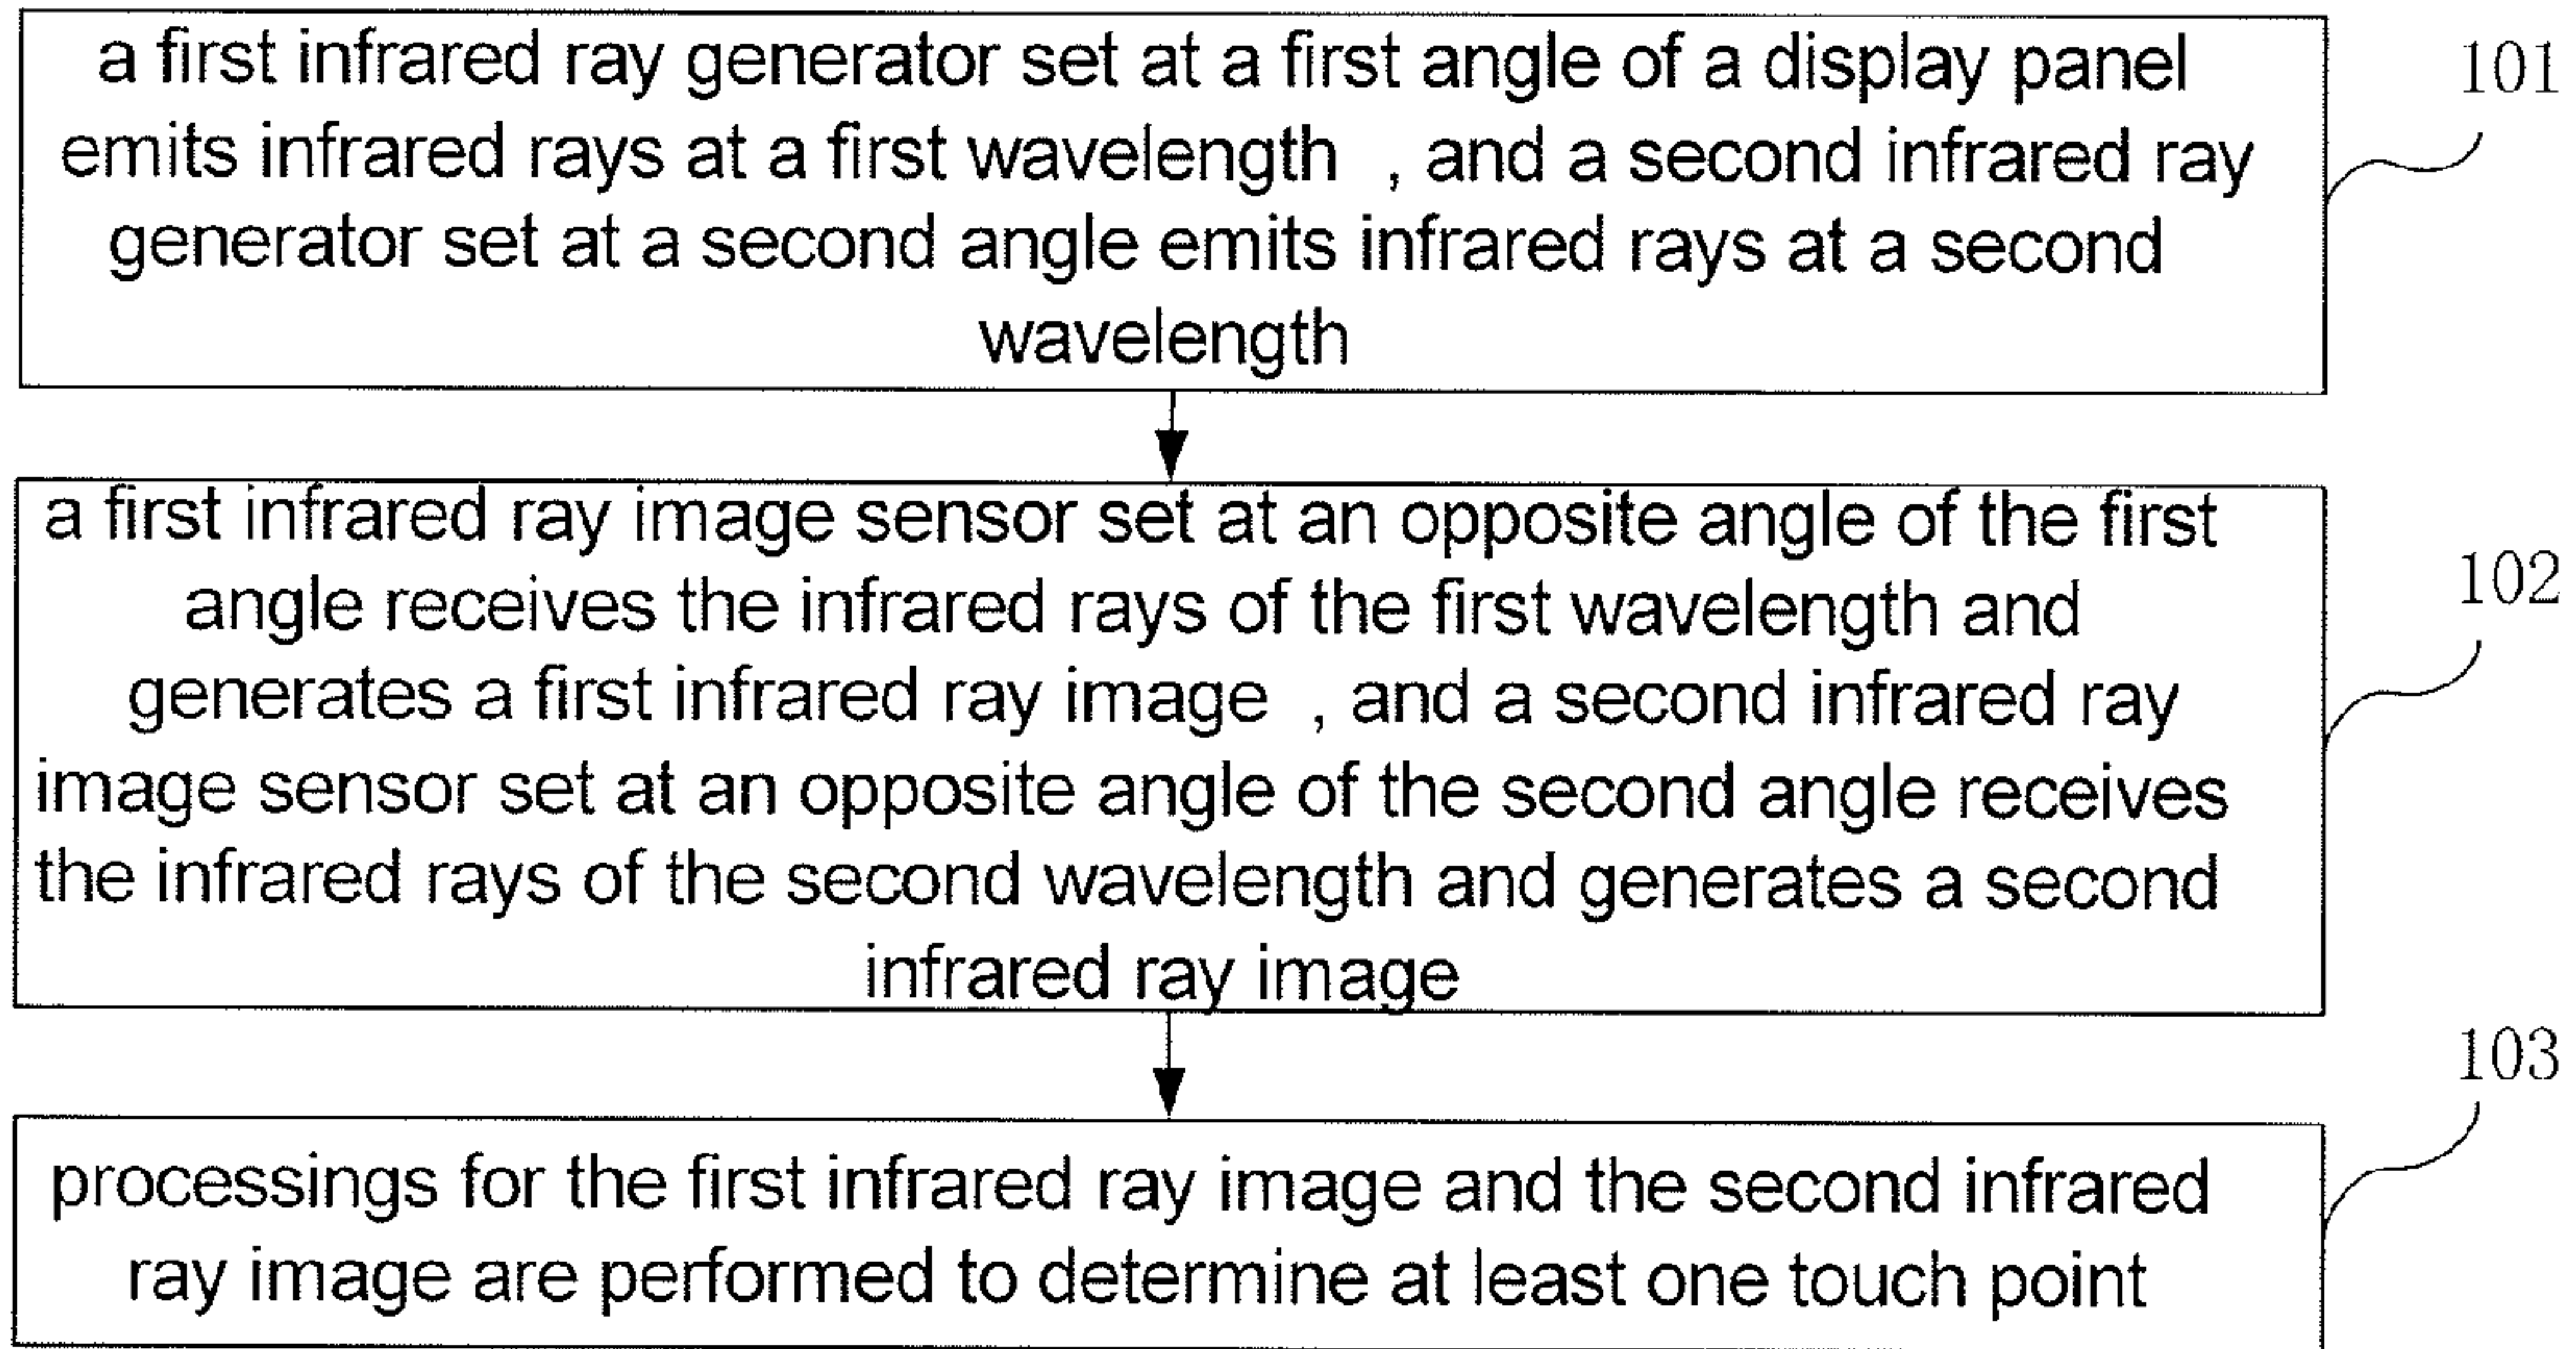 a first infrared ray generator set at a first angle of a display panel
emits infrared rays at a first wavelength , and a second infrared ray
generator set at a second angle emits infrared rays at a second
wavelength
101
a first infrared ray image sensor set at an opposite angle of the first
angle receives the infrared rays of the first wavelength and
generates a first infrared ray image , and a second infrared ray
image sensor set at an opposite angle of the second angle receives
the infrared rays of the second wavelength and generates a second
infrared ray image
102
processings for the first infrared ray image and the second infrared
ray image are performed to determine at least one touch point
103